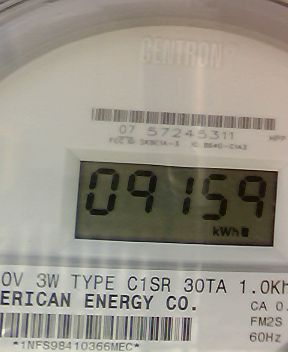 CENTRON
07 57245311
09159
kWh
0V 3W TYPE C1SR 30TA 1.0Kh
ERICAN ENERGY CO.
CA 0.
FM2S
60Hz
*1NFS98410366MEC*